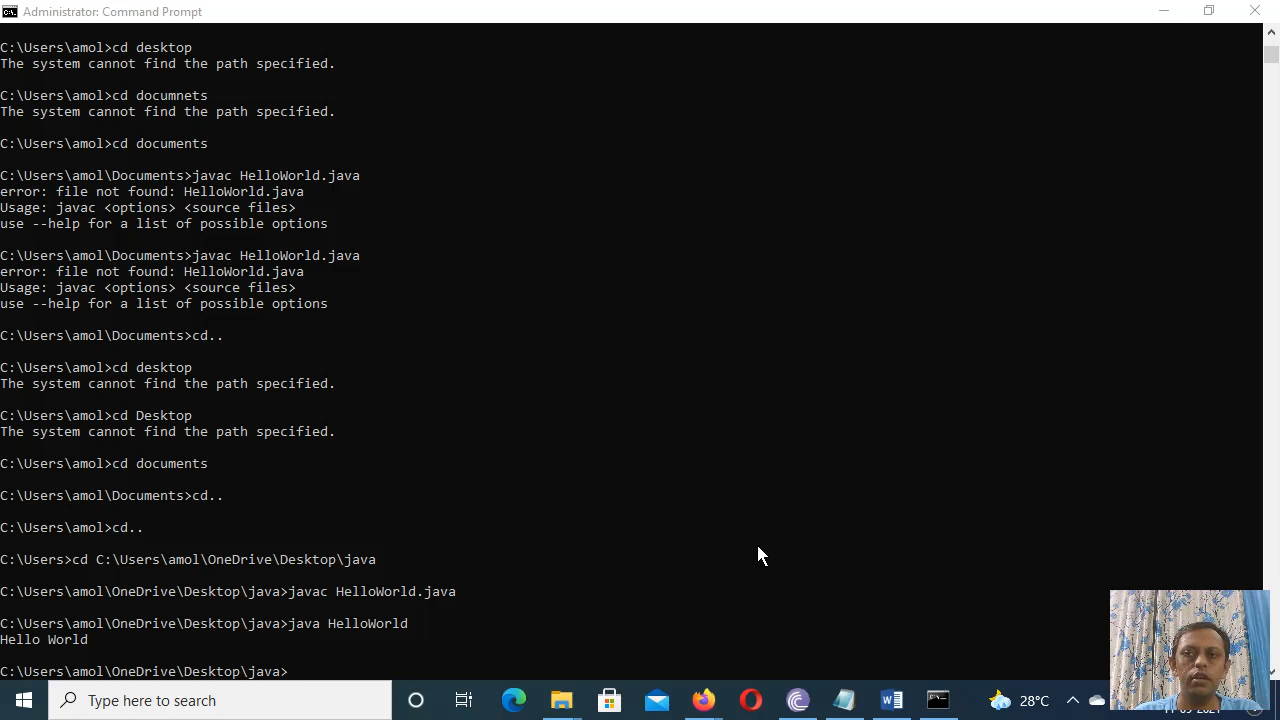 Administrator: Command Prompt
C:\Users\amol>cd desktop
The system cannot find the path specified.
C:\Users\amol>cd documnets
The system cannot find the path specified.
C:\Users\amol>cd documents
C:\Users\amol\Documents>javac HelloWorld.java
error: file not found: HelloWorld.java
Usage: javac <options> <source files>
use --help for a list of possible options
C:\Users\amol\Documents>javac HelloWorld.java
error: file not found: HelloWorld.java
Usage: javac <options> <source files>
use --help for a list of possible options
C:\Users\amol\Documents>cd..
C:\Users\amol>cd desktop
The system cannot find the path specified.
C:\Users\amol>cd Desktop
The system cannot find the path specified.
C:\Users\amol>cd documents
C:\Users\amol\Documents>cd..
C:\Users\amol>cd..
C:\Users>cd C:\Users\amol\OneDrive\Desktop\java
C:\Users\amol\OneDrive\Desktop\java>javac HelloWorld.java
C:\Users\amol\OneDrive\Desktop\java>java HelloWorld
Hello World
C:\Users\amol\OneDrive\Desktop\java>
Type here to search
28°C